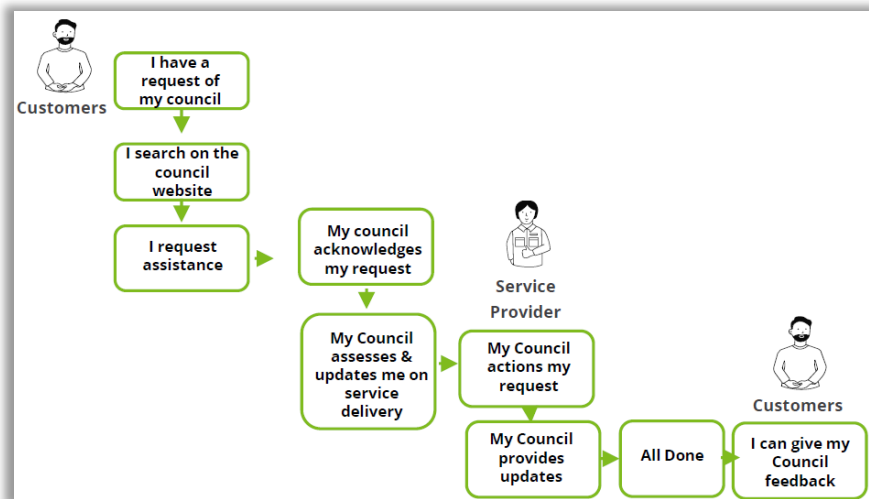 Customers
I have a
request of
my council
I search on the
council
website
I request
assistance
My council
acknowledges
my request
My Council
assesses &
updates me on
service
delivery
Service
Provider
My Council
actions my
request
My Council
provides
updates
All Done
Customers
I can give my
Council
feedback